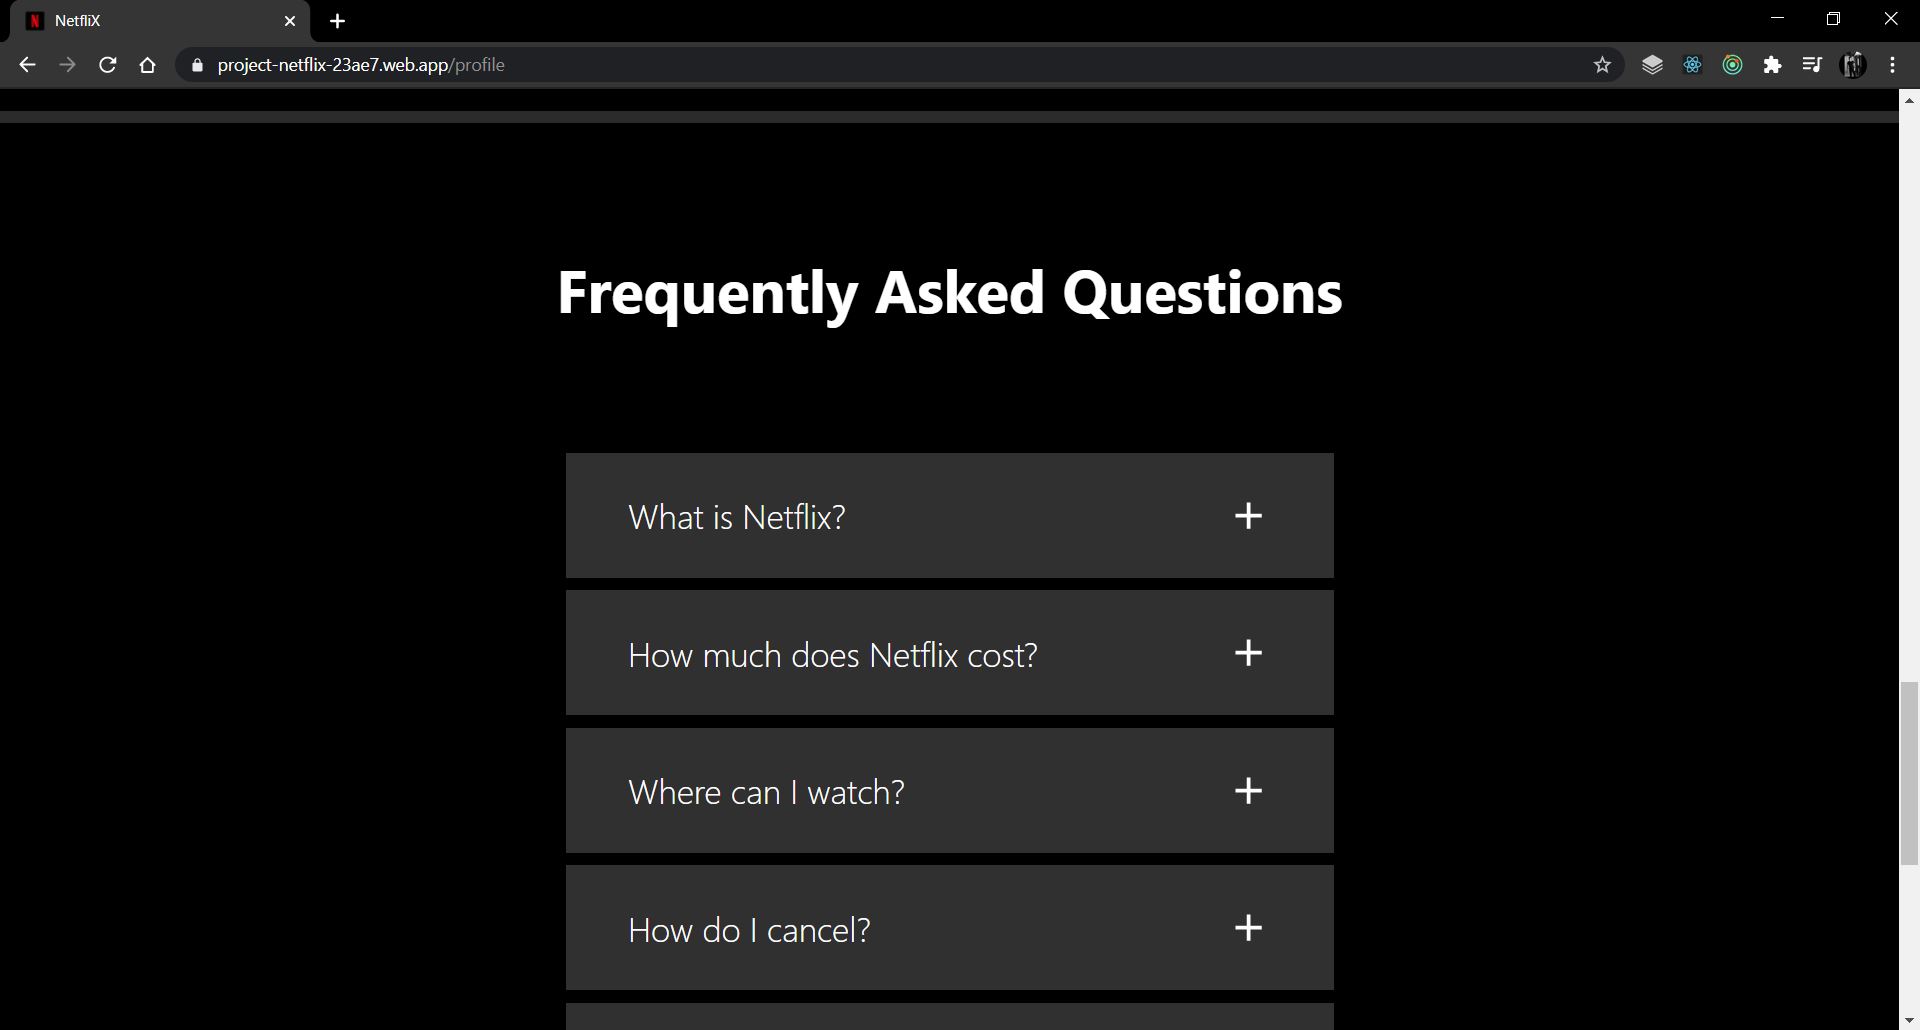 NetfliX
project-netflix-23ae7.web.app/profile
Frequently Asked Questions
What is Netflix?
How much does Netflix cost?
Where can I watch?
How do I cancel?